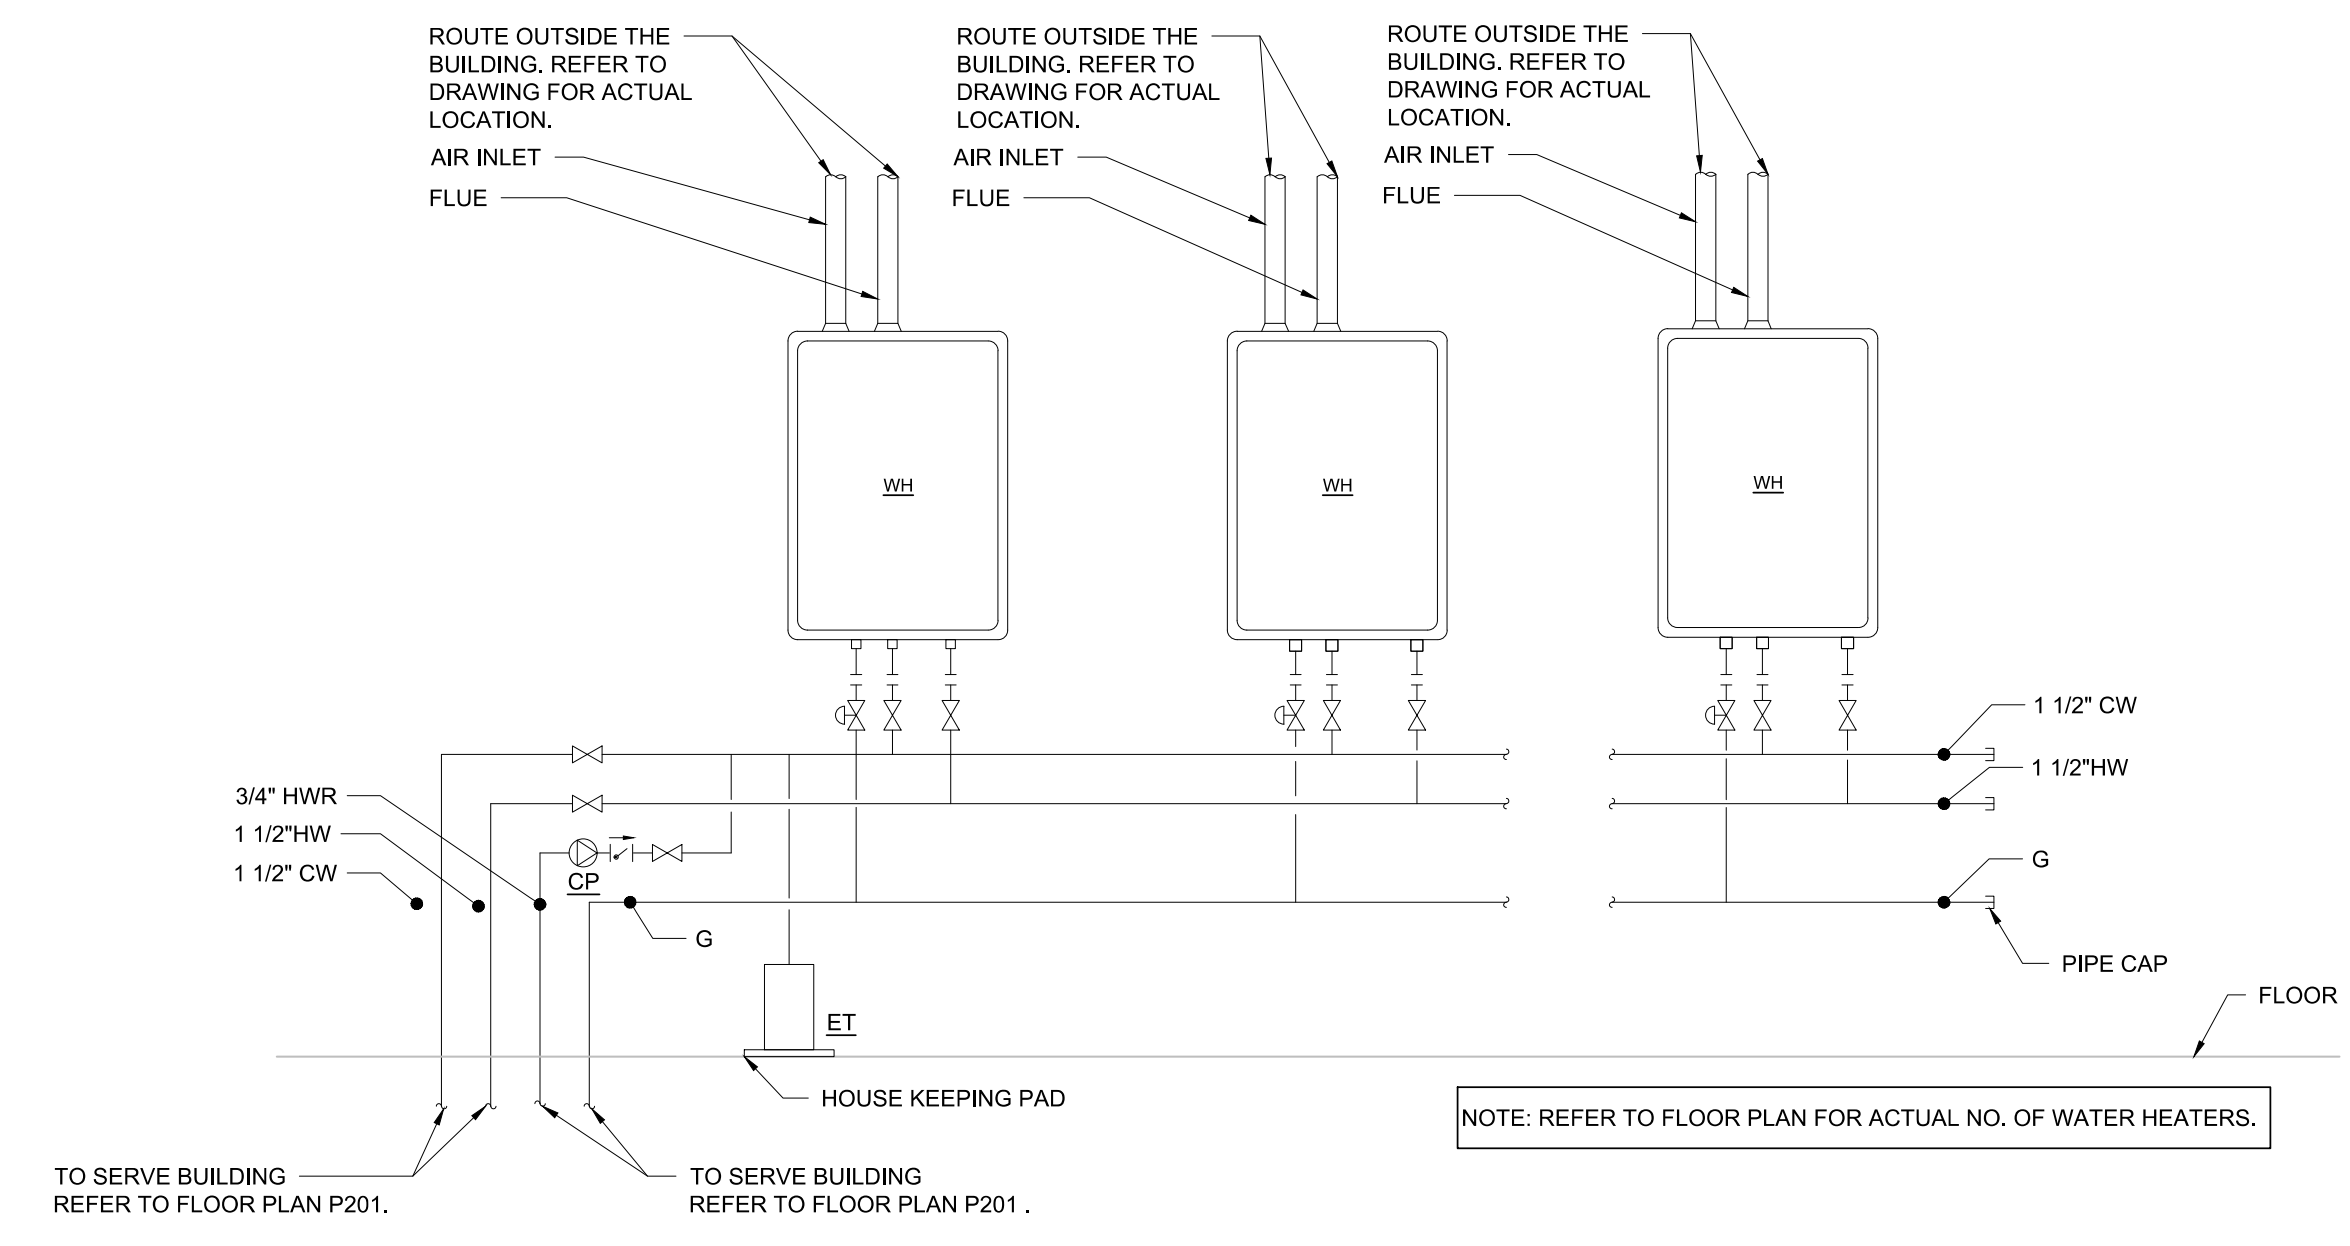 ROUTE OUTSIDE THE
BUILDING. REFER TO
DRAWING FOR ACTUAL
LOCATION.
AIR INLET
FLUE
ROUTE OUTSIDE THE
BUILDING. REFER TO
DRAWING FOR ACTUAL
LOCATION.
AIR INLET
FLUE
ROUTE OUTSIDE THE
BUILDING. REFER TO
DRAWING FOR ACTUAL
LOCATION.
AIR INLET
FLUE
WH
WH
WH
1 1/2" CW
1 1/2"HW
3/4" HWR
1 1/2"HW
1 1/2" CW
CP
G
G
PIPE CAP
FLOOR
ET
HOUSE KEEPING PAD
NOTE: REFER TO FLOOR PLAN FOR ACTUAL NO. OF WATER HEATERS.
TO SERVE BUILDING
REFER TO FLOOR PLAN P201.
TO SERVE BUILDING
REFER TO FLOOR PLAN P201 .